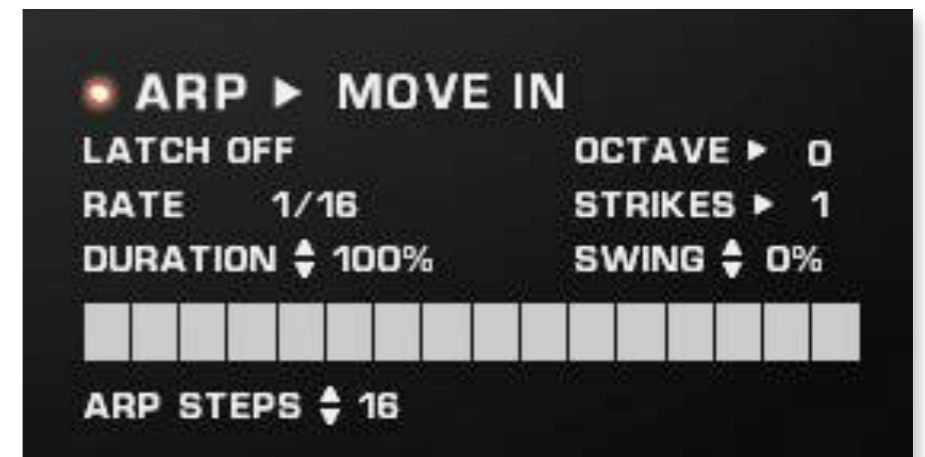 ARP ▶ MOVE IN
LATCH OFF OCTAVE ▶ 0
RATE 1/16 STRIKES ▶ 1
DURATION 100% SWING 0%
ARP STEPS 16